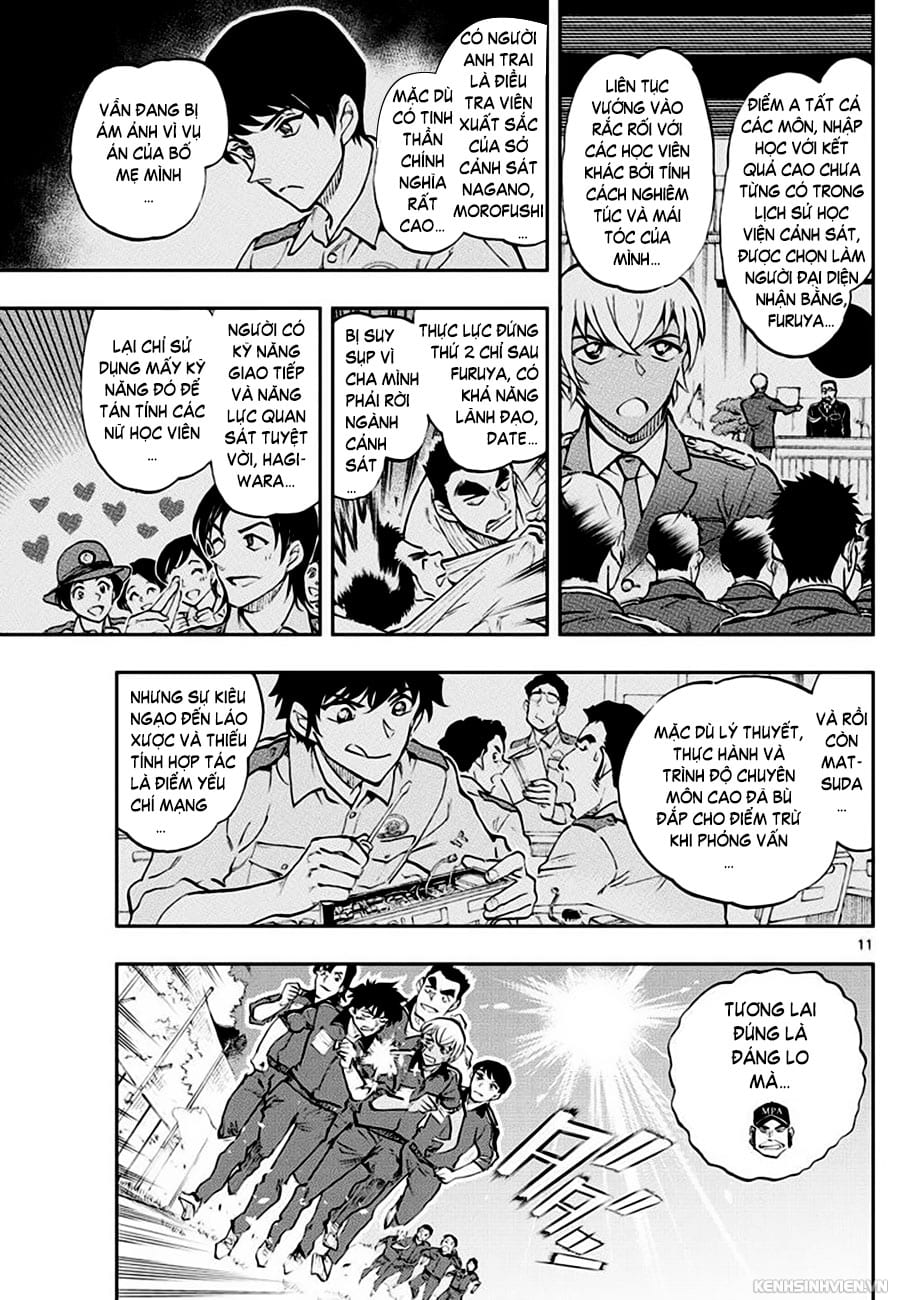 ĐIỂM A TẤT CẢ
CÁC MÔN, NHẬP
HỌC VỚI KẾT
QUẢ CAO CHƯA
TỪNG CÓ TRONG
LỊCH SỬ HỌC
VIỆN CẢNH SÁT,
ĐƯỢC CHỌN LÀM
NGƯỜI ĐẠI DIỆN
NHẬN BẰNG,
FURUYA...
LIÊN TỤC
VƯỚNG VÀO
RẮC RỐI VỚI
CÁC HỌC VIÊN
KHÁC BỞI TÍNH
CÁCH NGHIÊM
TÚC VÀ MÁI
TÓC CỦA
MÌNH...
CÓ NGƯỜI
ANH TRAI
LÀ ĐIỀU
TRA VIÊN
XUẤT SẮC
CỦA SỞ
CẢNH SÁT
NAGANO,
MOROFUSHI
...
MẶC DÙ
CÓ TINH
THẦN
CHÍNH
NGHĨA
RẤT
CAO...
VẪN ĐANG BỊ
ÁM ẢNH VÌ VỤ
ÁN CỦA BỐ
MẸ MÌNH
...
THỰC LỰC ĐỨNG
THỨ 2 CHỈ SAU
FURUYA, CÓ
KHẢ NĂNG
LÃNH ĐẠO,
DATE...
BỊ SUY
SỤP VÌ
CHA MÌNH
PHẢI RỜI
NGÀNH
CẢNH
SÁT
...
NGƯỜI CÓ
KỸ NĂNG
GIAO TIẾP
VÀ NĂNG
LỰC QUAN
SÁT TUYỆT
VỜI, HAGI-
WARA...
LẠI CHỈ SỬ
DỤNG MẤY KỸ
NĂNG ĐÓ ĐỂ
TÁN TỈNH CÁC
NỮ HỌC VIÊN
...
VÀ RỒI
CÒN
MAT-
SUDA
...
MẶC DÙ LÝ THUYẾT,
THỰC HÀNH VÀ
TRÌNH ĐỘ CHUYÊN
MÔN CAO ĐÃ BÙ
ĐẮP CHO ĐIỂM TRỪ
KHI PHỎNG VẤN
...
NHƯNG SỰ KIÊU
NGẠO ĐẾN LÁO
XƯỢC VÀ THIẾU
TÍNH HỢP TÁC
LÀ ĐIỂM YẾU
CHÍ MẠNG
...
11
TƯƠNG LAI
ĐÚNG LÀ
ĐÁNG LO
MÀ...
MPA
KENHSINHVIEN.VN